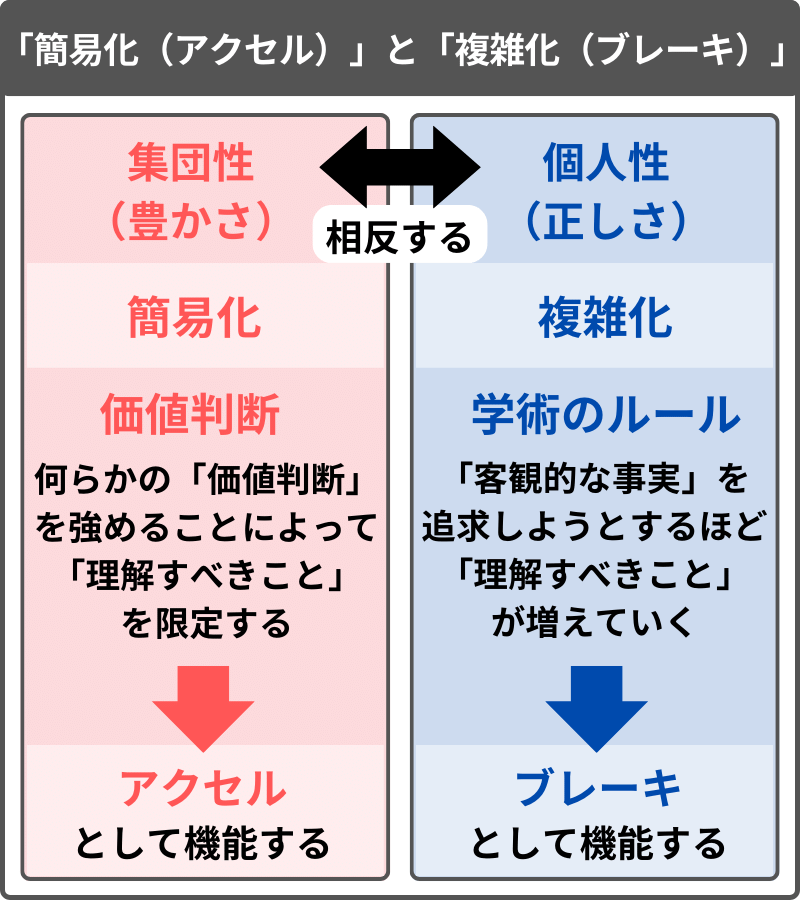 「簡易化（アクセル）」と「複雑化（ブレーキ）」
集団性
（豊かさ）
相反する
個人性
（正しさ）
簡易化
複雑化
価値判断
何らかの「価値判断」
を強めることによって
「理解すべきこと」
を限定する
学術のルール
「客観的な事実」を
追求しようとするほど
「理解すべきこと」
が増えていく
アクセル
として機能する
ブレーキ
として機能する